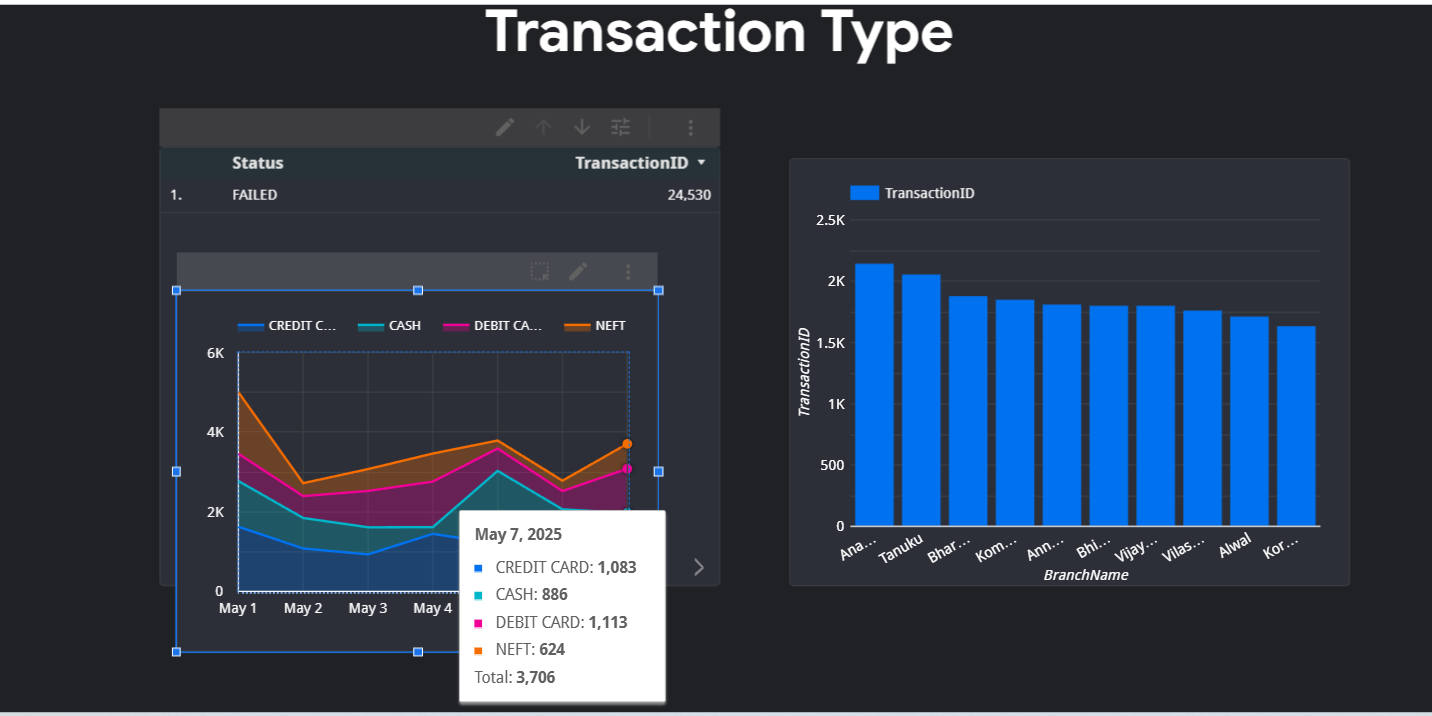 Transaction Type
Status TransactionID
1. FAILED 24,530
CREDIT C... CASH DEBIT CA... NEFT
6K
4K
2K
0
May 1 May 2 May 3 May 4
May 7, 2025
CREDIT CARD: 1,083
CASH: 886
DEBIT CARD: 1,113
NEFT: 624
Total: 3,706
TransactionID
2.5K
2K
1.5K
1K
500
0
TransactionID
Ana... Tanuku Bhar... Kom... Ann... Bhi... Vijay... Vilas... Alwal Kor...
BranchName